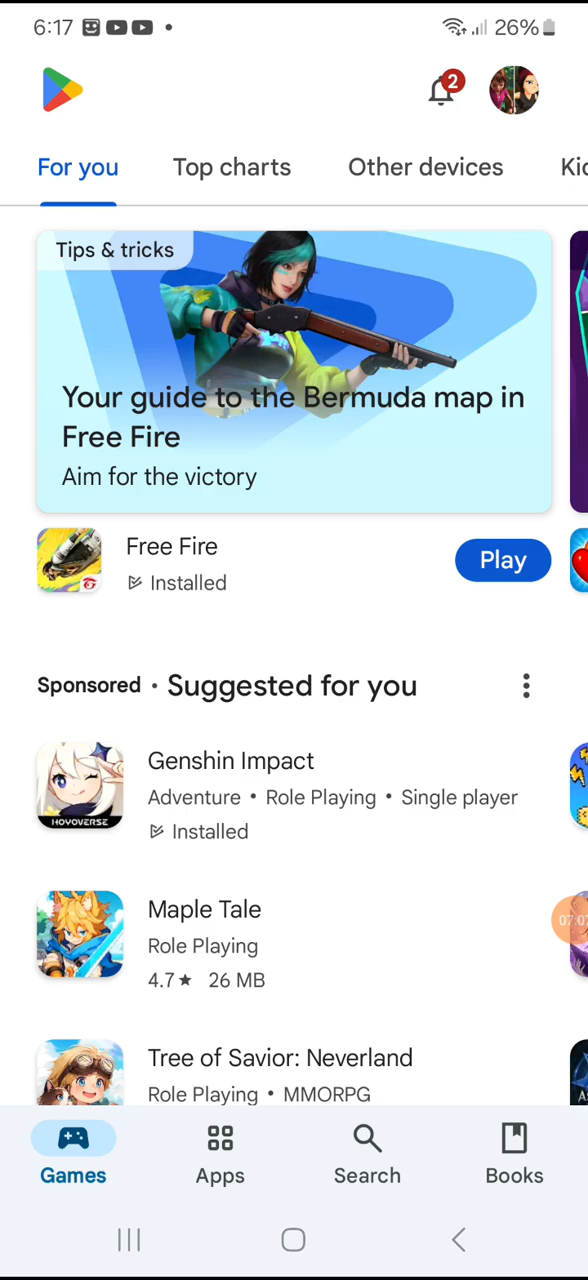 6:17
26%
2
For you
Top charts
Other devices
Tips & tricks
Your guide to the Bermuda map in
Free Fire
Aim for the victory
Free Fire
Installed
Play
Sponsored • Suggested for you
Genshin Impact
Adventure • Role Playing • Single player
Installed
HOYOVERSE
Maple Tale
Role Playing
4.7★ 26 MB
Tree of Savior: Neverland
Role Playing • MMORPG
Games
Apps
Search
Books